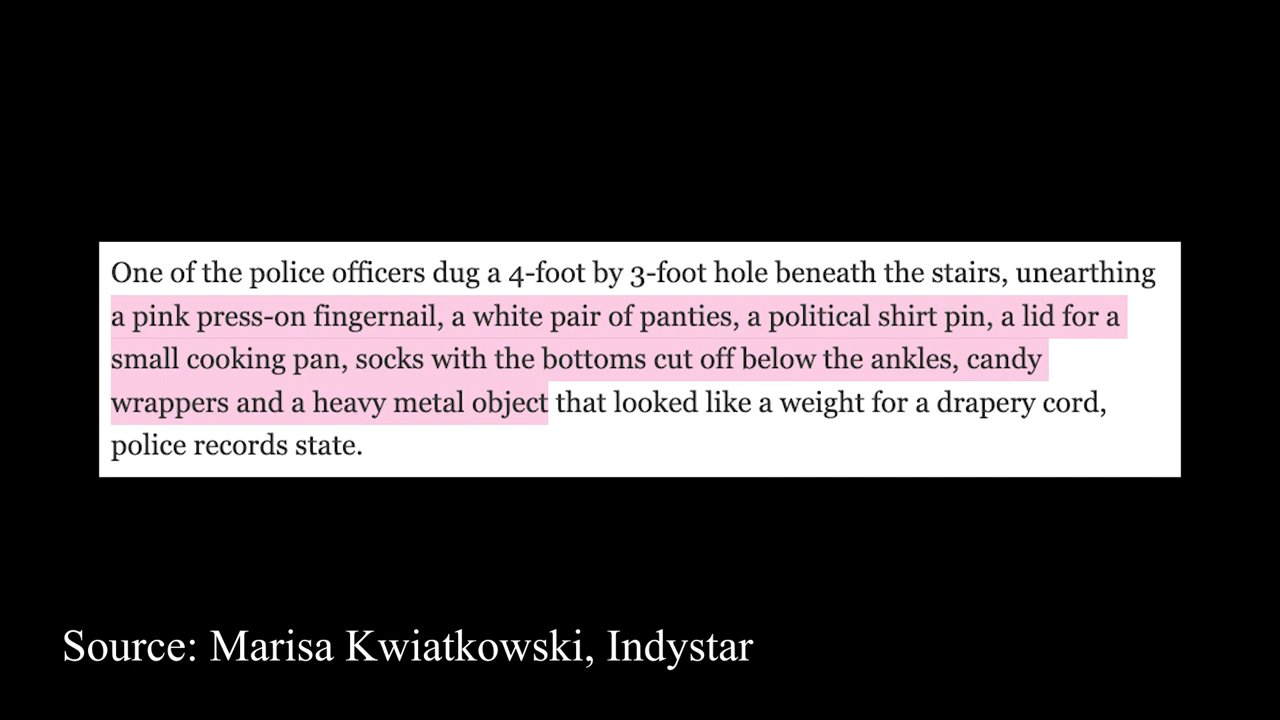 One of the police officers dug a 4-foot by 3-foot hole beneath the stairs, unearthing
a pink press-on fingernail, a white pair of panties, a political shirt pin, a lid for a
small cooking pan, socks with the bottoms cut off below the ankles, candy
wrappers and a heavy metal object that looked like a weight for a drapery cord,
police records state.
Source: Marisa Kwiatkowski, Indystar